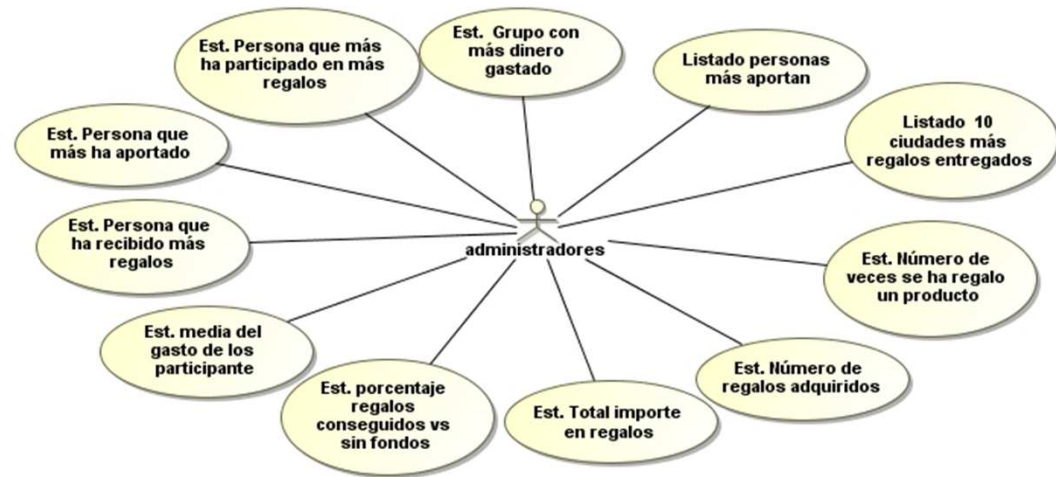 Est. Persona que más
ha participado en más
regalos
Est. Grupo con
más dinero
gastado
Listado personas
más aportan
Listado 10
ciudades más
regalos entregados
Est. Persona que
más ha aportado
Est. Persona que
ha recibido más
regalos
administradores
Est. Número de
veces se ha regalo
un producto
Est. media del
gasto de los
participante
Est. porcentaje
regalos
conseguidos vs
sin fondos
Est. Total importe
en regalos
Est. Número de
regalos adquiridos